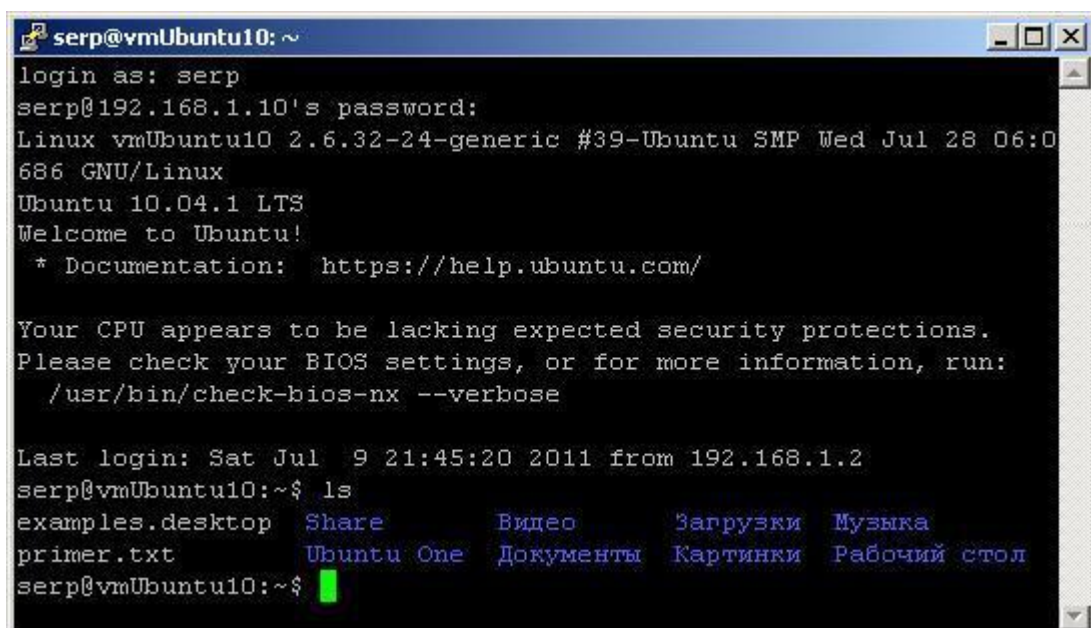 serp@vmUbuntu10: ~
login as: serp
serp@192.168.1.10's password:
Linux vmUbuntu10 2.6.32-24-generic #39-Ubuntu SMP Wed Jul 28 06:0
686 GNU/Linux
Ubuntu 10.04.1 LTS
Welcome to Ubuntu!
 * Documentation:  https://help.ubuntu.com/

Your CPU appears to be lacking expected security protections.
Please check your BIOS settings, or for more information, run:
  /usr/bin/check-bios-nx --verbose

Last login: Sat Jul  9 21:45:20 2011 from 192.168.1.2
serp@vmUbuntu10:~$ ls
examples.desktop  Share       Видео      Загрузки  Музыка
primer.txt        Ubuntu One  Документы  Картинки  Рабочий стол
serp@vmUbuntu10:~$